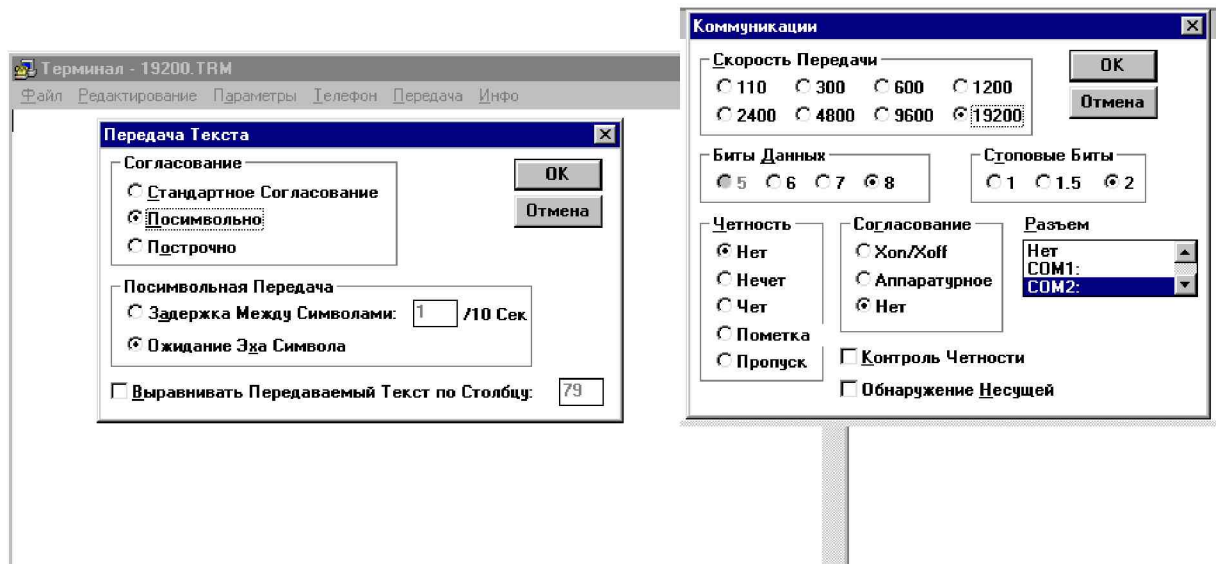 Терминал - 19200.TRM
Файл Редактирование Параметры Телефон Передача Инфо
Передача Текста
Согласование
Стандартное Согласование
Посимвольно
Построчно
OK
Отмена
Посимвольная Передача
Задержка Между Символами: 1 /10 Сек
Ожидание Эха Символа
Выравнивать Передаваемый Текст по Столбцу: 79
Коммуникации
Скорость Передачи
110 300 600 1200
2400 4800 9600 19200
OK
Отмена
Биты Данных
5 6 7 8
Стоповые Биты
1 1.5 2
Четность
Нет
Нечет
Чет
Пометка
Пропуск
Согласование
Xon/Xoff
Аппаратурное
Нет
Разъем
Нет
COM1:
COM2:
Контроль Четности
Обнаружение Несущей